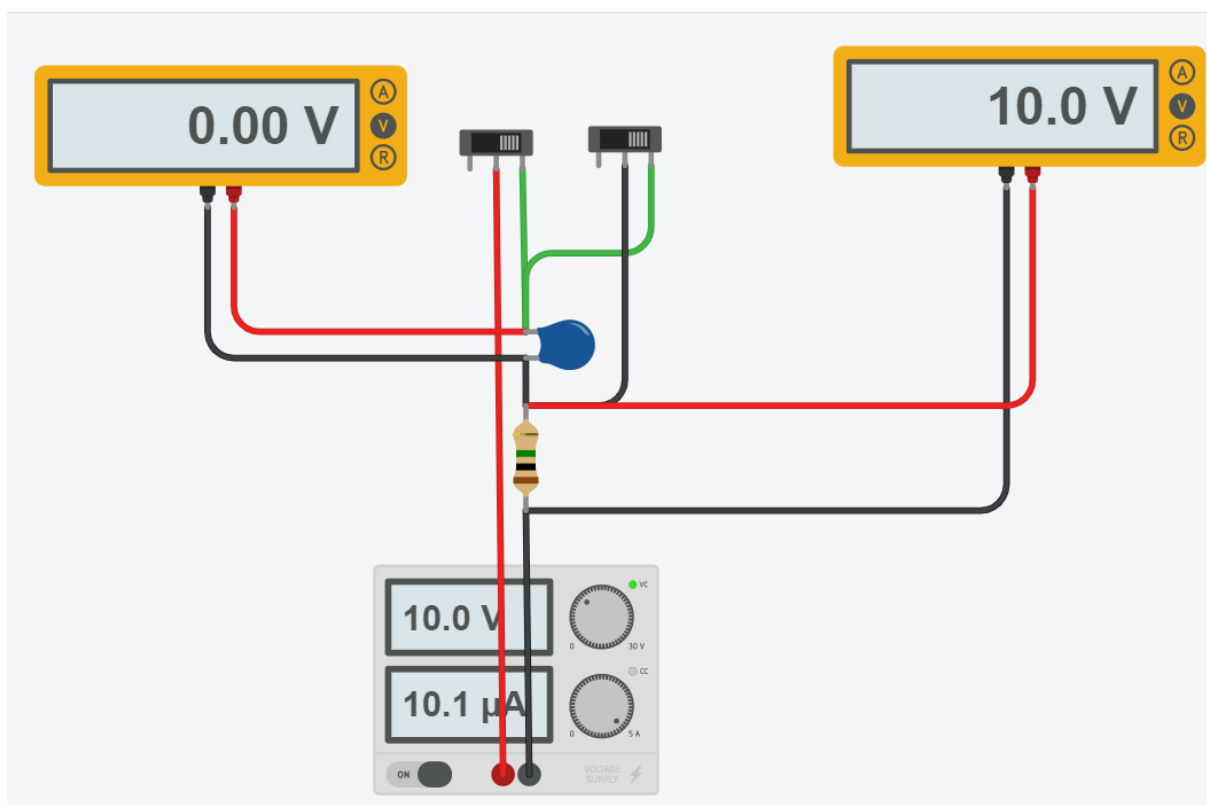 0.00 V
A
V
R
10.0 V
A
V
R
10.0 V
VC
0
30 V
10.1 µA
CC
0
5 A
ON
VOLTAGE
SUPPLY